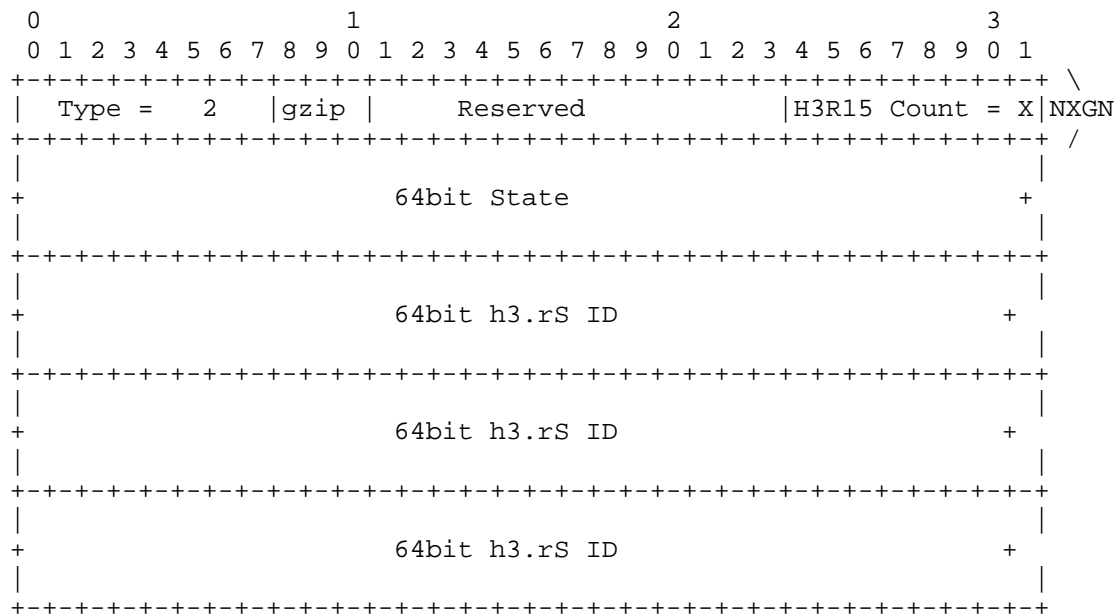 0                   1                   2                   3
0 1 2 3 4 5 6 7 8 9 0 1 2 3 4 5 6 7 8 9 0 1 2 3 4 5 6 7 8 9 0 1
+-+-+-+-+-+-+-+-+-+-+-+-+-+-+-+-+-+-+-+-+-+-+-+-+-+-+-+-+-+-+-+-+ \
|  Type =   2   |gzip |     Reserved            |H3R15 Count = X|NXGN
+-+-+-+-+-+-+-+-+-+-+-+-+-+-+-+-+-+-+-+-+-+-+-+-+-+-+-+-+-+-+-+-+ /
|                                                               |
+                       64bit State                            +
|                                                               |
+-+-+-+-+-+-+-+-+-+-+-+-+-+-+-+-+-+-+-+-+-+-+-+-+-+-+-+-+-+-+-+-+
|                                                               |
+                       64bit h3.rS ID                        +
|                                                               |
+-+-+-+-+-+-+-+-+-+-+-+-+-+-+-+-+-+-+-+-+-+-+-+-+-+-+-+-+-+-+-+-+
|                                                               |
+                       64bit h3.rS ID                        +
|                                                               |
+-+-+-+-+-+-+-+-+-+-+-+-+-+-+-+-+-+-+-+-+-+-+-+-+-+-+-+-+-+-+-+-+
|                                                               |
+                       64bit h3.rS ID                        +
|                                                               |
+-+-+-+-+-+-+-+-+-+-+-+-+-+-+-+-+-+-+-+-+-+-+-+-+-+-+-+-+-+-+-+-+